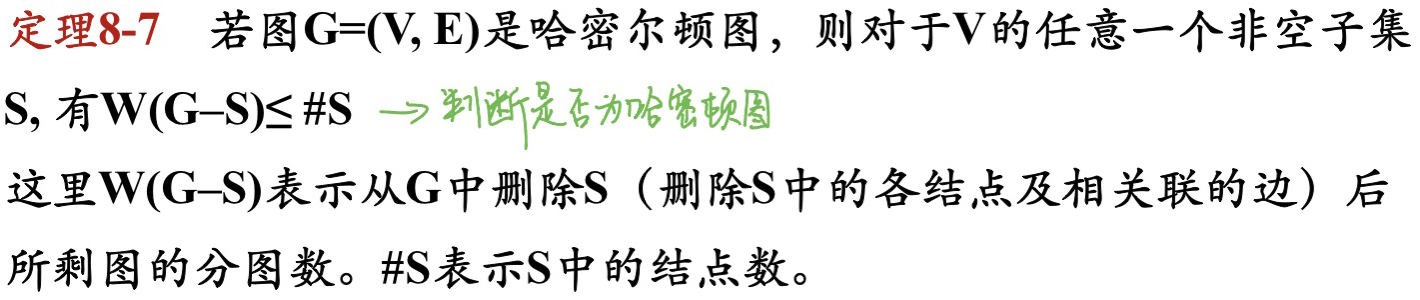 定理8-7 若图G=(V, E)是哈密尔顿图，则对于V的任意一个非空子集
S, 有W(G–S)≤ #S → 判断是否为哈密顿图
这里W(G–S)表示从G中删除S（删除S中的各结点及相关联的边）后
所剩图的分图数。#S表示S中的结点数。